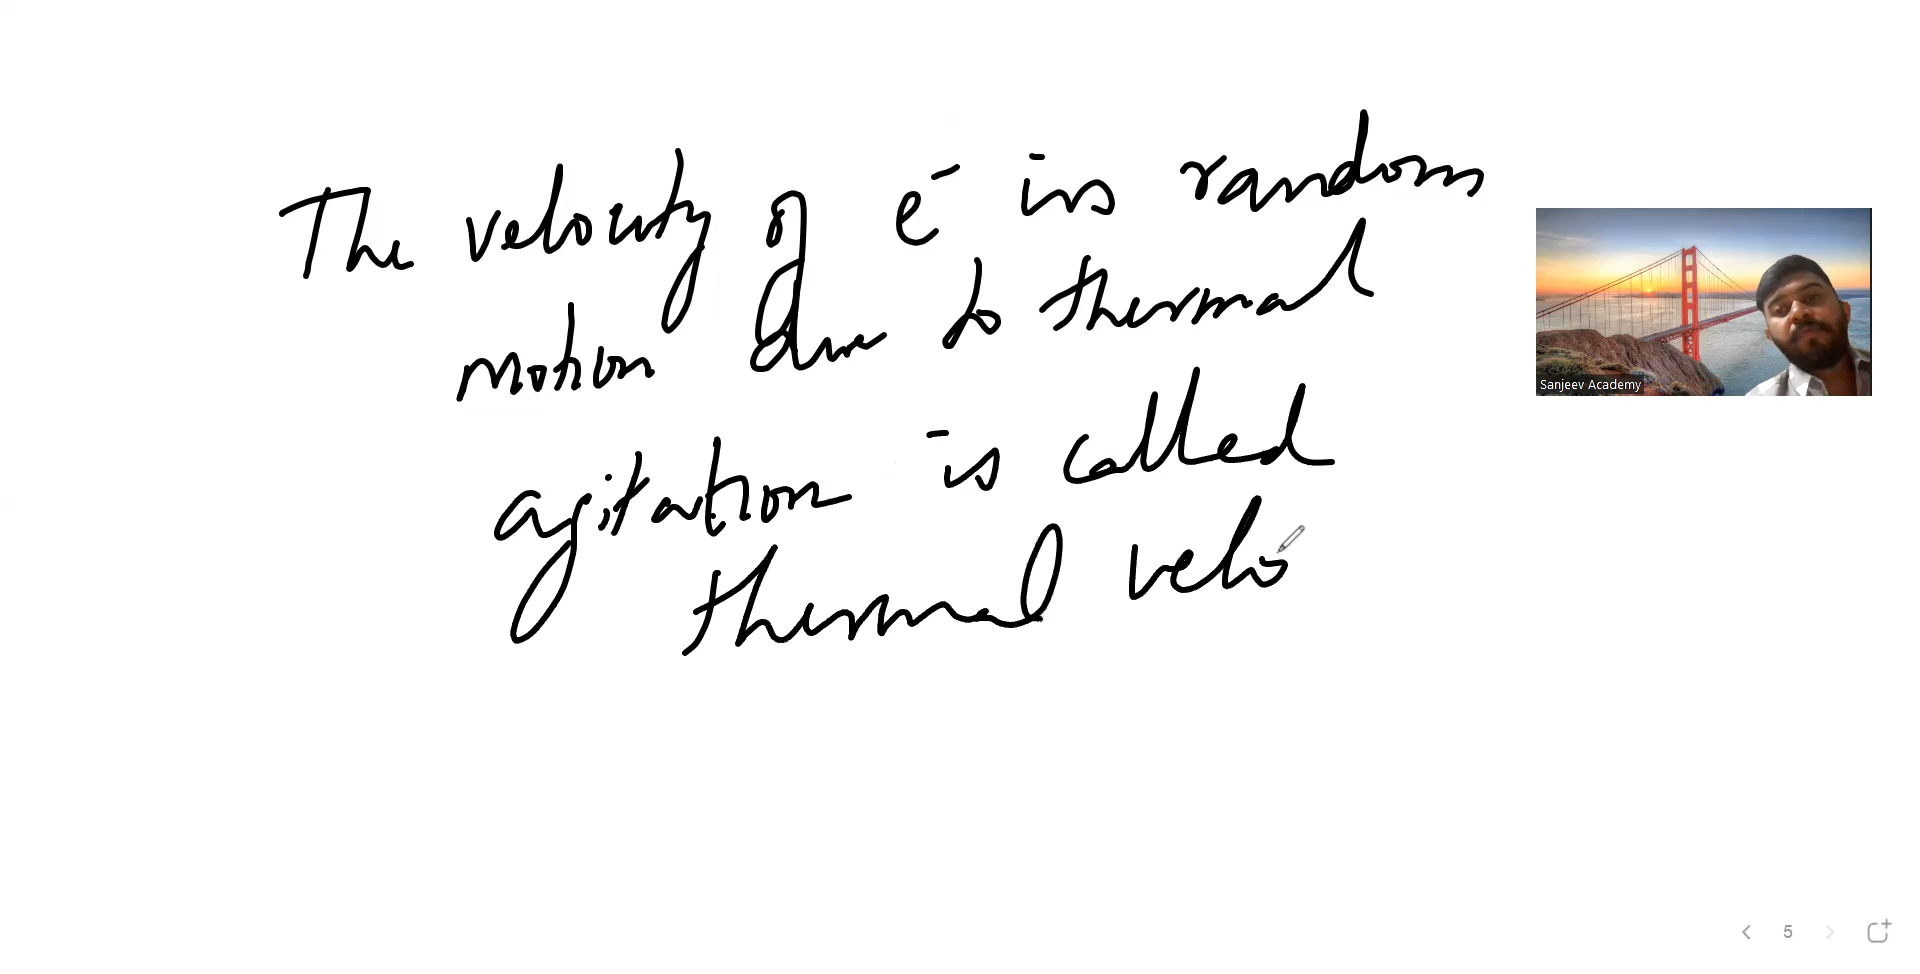 The velocity of e⁻ in random
motion due to thermal
agitation is called
thermal velo
Sanjeev Academy
5